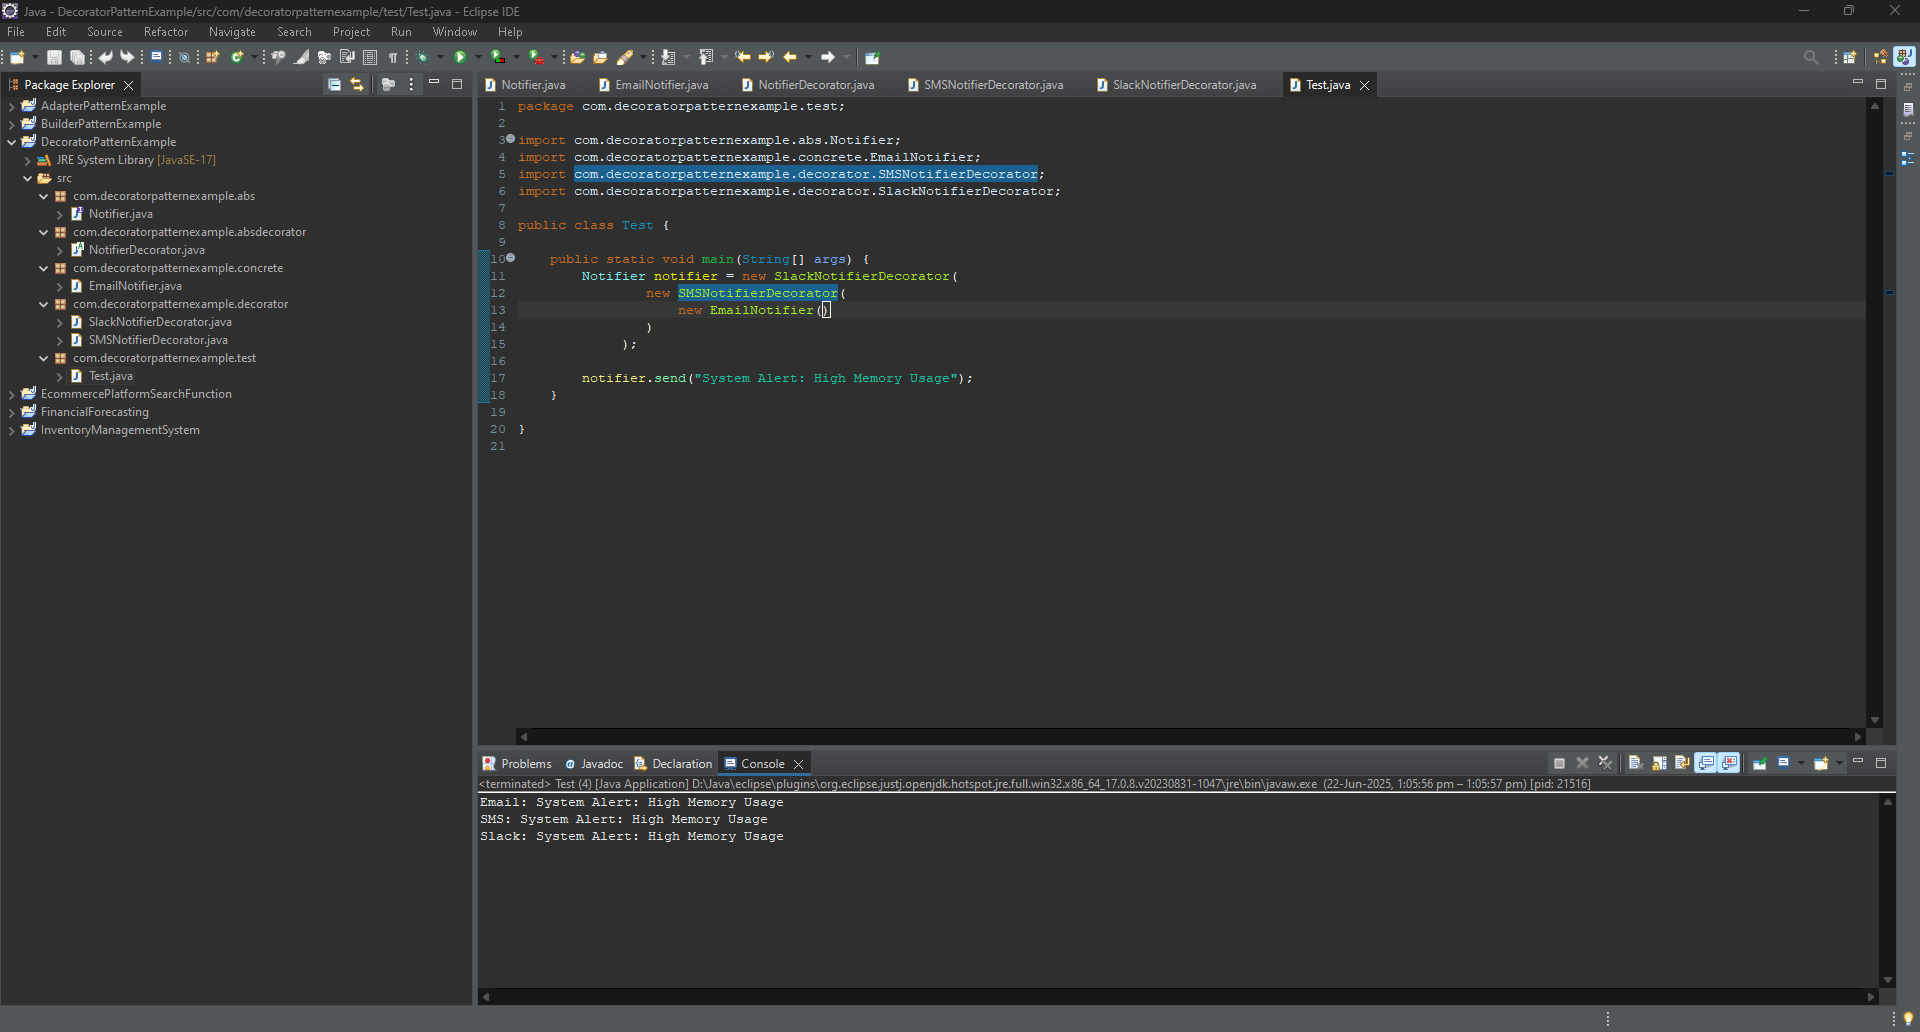 Java - DecoratorPatternExample/src/com/decoratorpatternexample/test/Test.java - Eclipse IDE
File Edit Source Refactor Navigate Search Project Run Window Help
Package Explorer
AdapterPatternExample
BuilderPatternExample
DecoratorPatternExample
JRE System Library [JavaSE-17]
src
com.decoratorpatternexample.abs
Notifier.java
com.decoratorpatternexample.absdecorator
NotifierDecorator.java
com.decoratorpatternexample.concrete
EmailNotifier.java
com.decoratorpatternexample.decorator
SlackNotifierDecorator.java
SMSNotifierDecorator.java
com.decoratorpatternexample.test
Test.java
EcommercePlatformSearchFunction
FinancialForecasting
InventoryManagementSystem
Notifier.java EmailNotifier.java NotifierDecorator.java SMSNotifierDecorator.java SlackNotifierDecorator.java Test.java
1 package com.decoratorpatternexample.test;
2
3 import com.decoratorpatternexample.abs.Notifier;
4 import com.decoratorpatternexample.concrete.EmailNotifier;
5 import com.decoratorpatternexample.decorator.SMSNotifierDecorator;
6 import com.decoratorpatternexample.decorator.SlackNotifierDecorator;
7
8 public class Test {
9
10 public static void main(String[] args) {
11 Notifier notifier = new SlackNotifierDecorator(
12 new SMSNotifierDecorator(
13 new EmailNotifier()
14 )
15 );
16
17 notifier.send("System Alert: High Memory Usage");
18 }
19
20 }
21
Problems Javadoc Declaration Console
<terminated> Test (4) [Java Application] D:\Java\eclipse\plugins\org.eclipse.justj.openjdk.hotspot.jre.full.win32.x86_64_17.0.8.v20230831-1047\jre\bin\javaw.exe (22-Jun-2025, 1:05:56 pm – 1:05:57 pm) [pid: 21516]
Email: System Alert: High Memory Usage
SMS: System Alert: High Memory Usage
Slack: System Alert: High Memory Usage